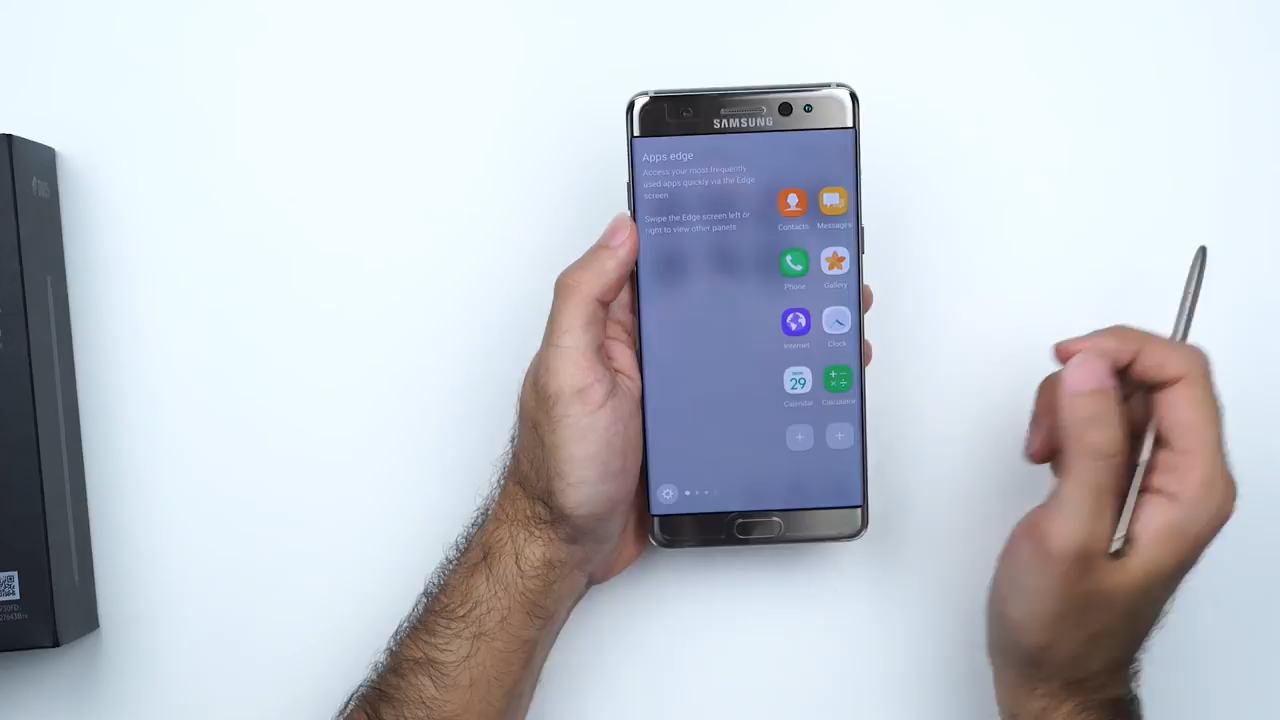 SAMSUNG
Apps edge
Access your most frequently
used apps quickly via the Edge
screen
Swipe the Edge screen left or
right to view other panels
Contacts
Messages
Phone
Gallery
Internet
Clock
29
Calendar
Calculator